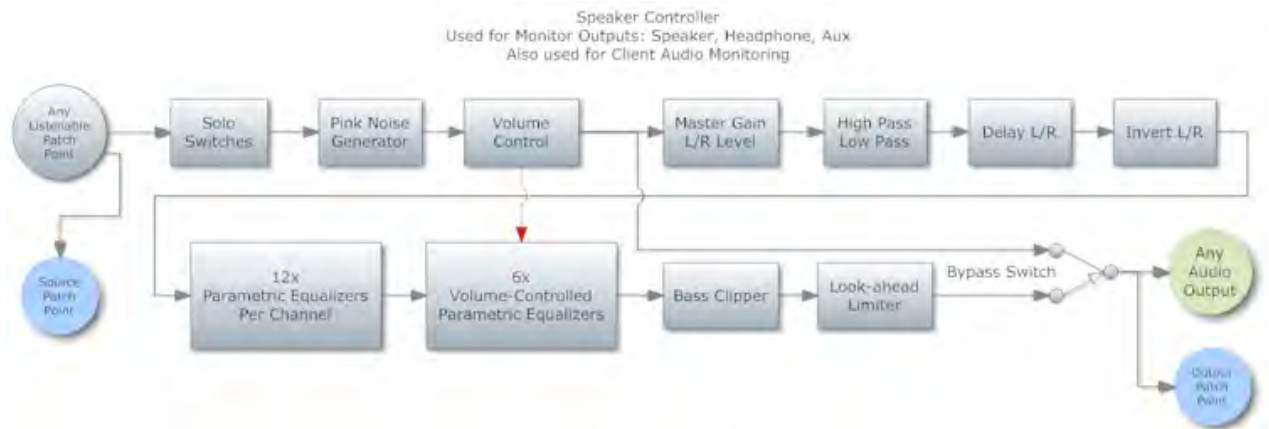 Speaker Controller
Used for Monitor Outputs: Speaker, Headphone, Aux
Also used for Client Audio Monitoring
Any
Listenable
Patch
Point
Solo
Switches
Pink Noise
Generator
Volume
Control
Master Gain
L/R Level
High Pass
Low Pass
Delay L/R
Invert L/R
Source
Patch
Point
12x
Parametric Equalizers
Per Channel
6x
Volume-Controlled
Parametric Equalizers
Bass Clipper
Look-ahead
Limiter
Bypass Switch
Any
Audio
Output
Output
Patch
Point